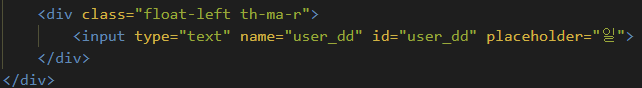 <div class="float-left th-ma-r">
<input type="text" name="user_dd" id="user_dd" placeholder="일">
</div>
</div>